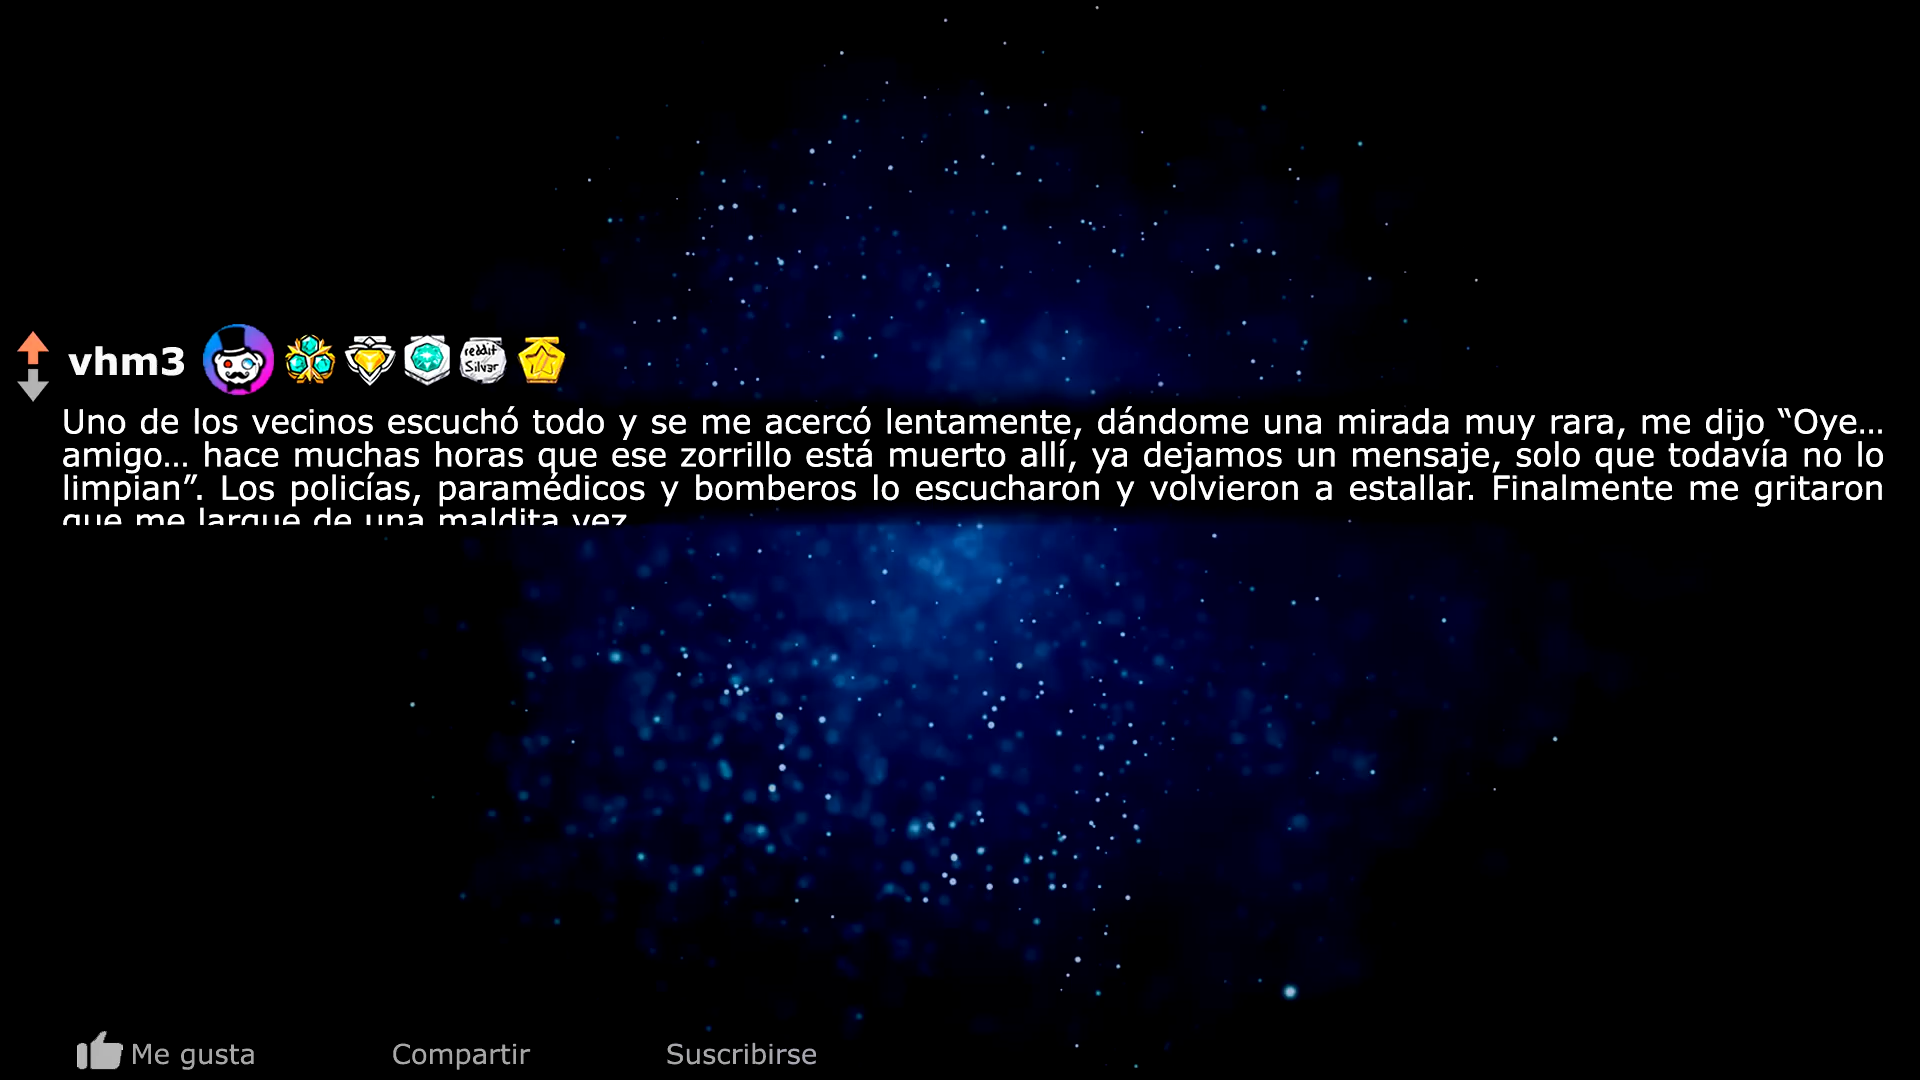 vhm3
reddit
Silv3r
Uno de los vecinos escuchó todo y se me acercó lentamente, dándome una mirada muy rara, me dijo “Oye...
amigo... hace muchas horas que ese zorrillo está muerto allí, ya dejamos un mensaje, solo que todavía no lo
limpian”. Los policías, paramédicos y bomberos lo escucharon y volvieron a estallar. Finalmente me gritaron
que me largue de una maldita vez
Me gusta
Compartir
Suscribirse